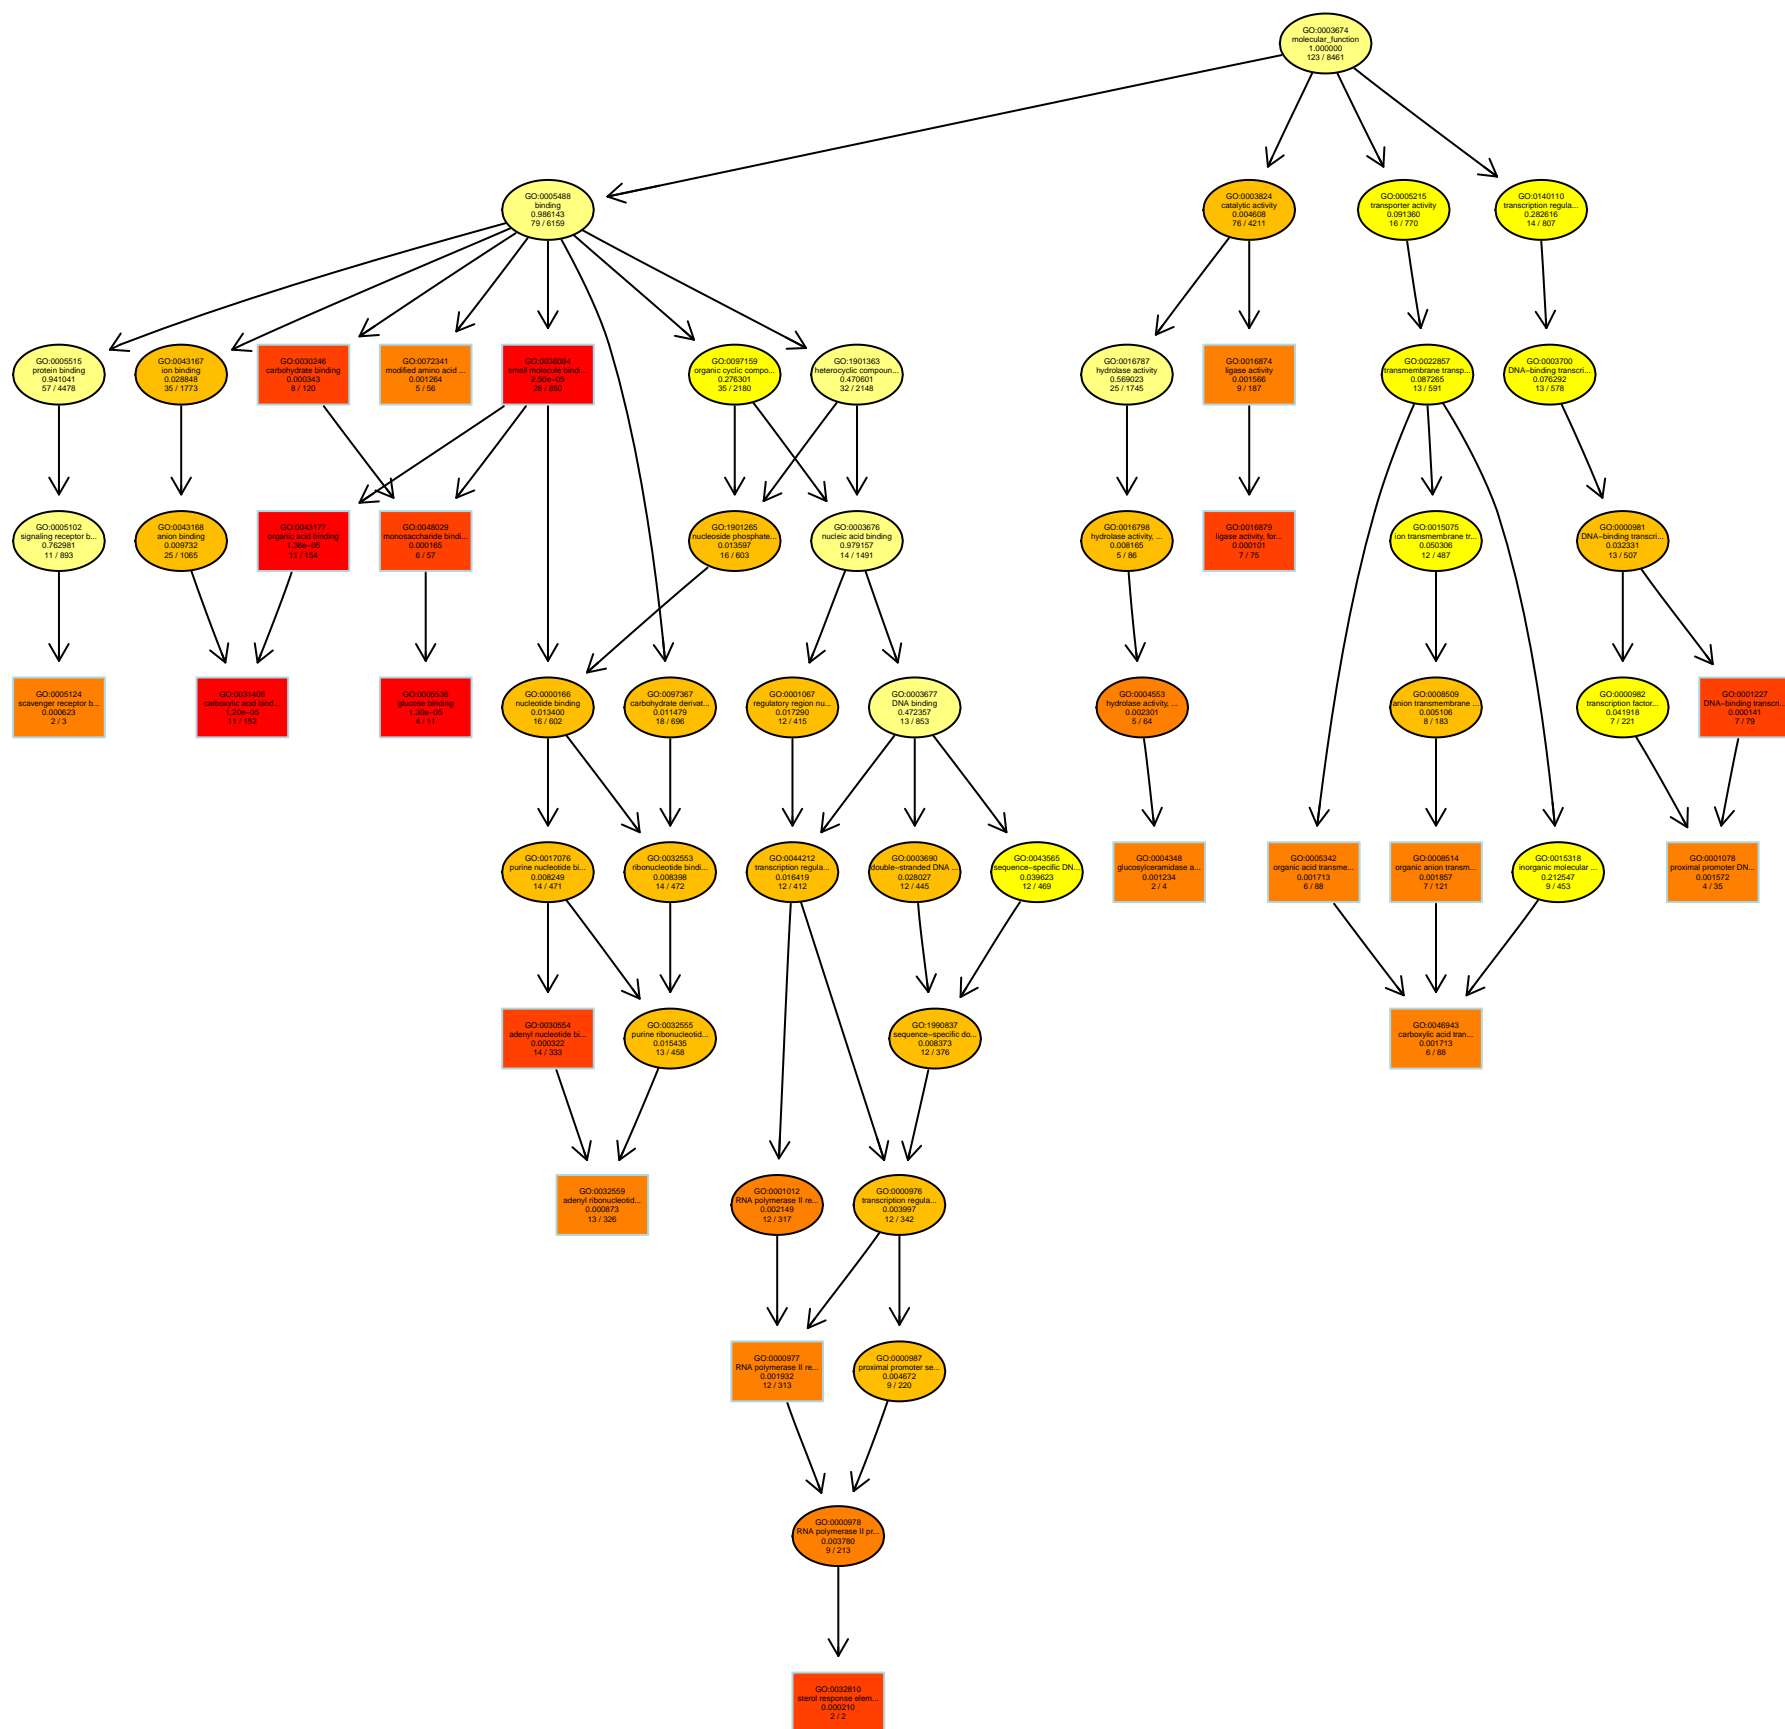 GO:0003674
molecular_function
1.000000
123 / 8461
GO:0005488
binding
0.986143
79 / 6159
GO:0003824
catalytic activity
0.004608
76 / 4211
GO:0005215
transporter activity
0.091360
16 / 770
GO:0140110
transcription regula...
0.282616
14 / 807
GO:0005515
protein binding
0.941041
57 / 4478
GO:0043167
ion binding
0.028848
35 / 1773
GO:0030246
carbohydrate binding
0.000343
8 / 120
GO:0072341
modified amino acid ...
0.001264
5 / 56
GO:0036094
small molecule bindi...
2.50e−05
28 / 850
GO:0097159
organic cyclic compo...
0.276301
35 / 2180
GO:1901363
heterocyclic compoun...
0.470601
32 / 2148
GO:0016787
hydrolase activity
0.569023
25 / 1745
GO:0016874
ligase activity
0.001566
9 / 187
GO:0022857
transmembrane transp...
0.087265
13 / 591
GO:0003700
DNA−binding transcri...
0.076292
13 / 578
GO:0005102
signaling receptor b...
0.762981
11 / 893
GO:0043168
anion binding
0.009732
25 / 1065
GO:0043177
organic acid binding
1.36e−05
11 / 154
GO:0048029
monosaccharide bindi...
0.000165
6 / 57
GO:1901265
nucleoside phosphate...
0.013597
16 / 603
GO:0003676
nucleic acid binding
0.979157
14 / 1491
GO:0016798
hydrolase activity, ...
0.008165
5 / 86
GO:0016879
ligase activity, for...
0.000101
7 / 75
GO:0015075
ion transmembrane tr...
0.050306
12 / 487
GO:0000981
DNA−binding transcri...
0.032331
13 / 507
GO:0005124
scavenger receptor b...
0.000623
2 / 3
GO:0031406
carboxylic acid bind...
1.20e−05
11 / 152
GO:0005536
glucose binding
1.30e−05
4 / 11
GO:0000166
nucleotide binding
0.013400
16 / 602
GO:0097367
carbohydrate derivat...
0.011479
18 / 696
GO:0001067
regulatory region nu...
0.017290
12 / 415
GO:0003677
DNA binding
0.472357
13 / 853
GO:0004553
hydrolase activity, ...
0.002301
5 / 64
GO:0008509
anion transmembrane ...
0.005106
8 / 183
GO:0000982
transcription factor...
0.041918
7 / 221
GO:0001227
DNA−binding transcri...
0.000141
7 / 79
GO:0017076
purine nucleotide bi...
0.008249
14 / 471
GO:0032553
ribonucleotide bindi...
0.008398
14 / 472
GO:0044212
transcription regula...
0.016419
12 / 412
GO:0003690
double−stranded DNA ...
0.028027
12 / 445
GO:0043565
sequence−specific DN...
0.039623
12 / 469
GO:0004348
glucosylceramidase a...
0.001234
2 / 4
GO:0005342
organic acid transme...
0.001713
6 / 88
GO:0008514
organic anion transm...
0.001857
7 / 121
GO:0015318
inorganic molecular ...
0.212547
9 / 453
GO:0001078
proximal promoter DN...
0.001572
4 / 35
GO:0030554
adenyl nucleotide bi...
0.000322
14 / 333
GO:0032555
purine ribonucleotid...
0.015435
13 / 458
GO:1990837
sequence−specific do...
0.008373
12 / 376
GO:0046943
carboxylic acid tran...
0.001713
6 / 88
GO:0032559
adenyl ribonucleotid...
0.000873
13 / 326
GO:0001012
RNA polymerase II re...
0.002149
12 / 317
GO:0000976
transcription regula...
0.003997
12 / 342
GO:0000977
RNA polymerase II re...
0.001932
12 / 313
GO:0000987
proximal promoter se...
0.004672
9 / 220
GO:0000978
RNA polymerase II pr...
0.003780
9 / 213
GO:0032810
sterol response elem...
0.000210
2 / 2